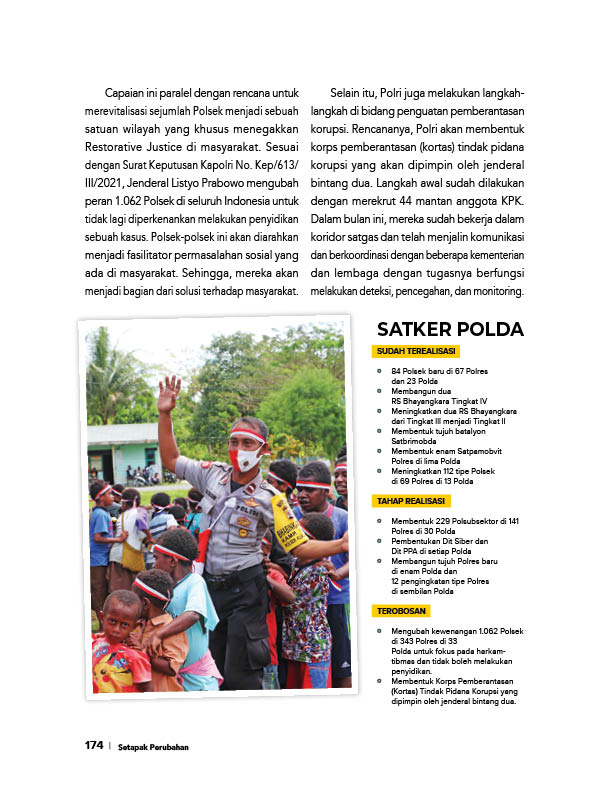 Capaian ini paralel dengan rencana untuk
merevitalisasi sejumlah Polsek menjadi sebuah
satuan wilayah yang khusus menegakkan
Restorative Justice di masyarakat. Sesuai
dengan Surat Keputusan Kapolri No. Kep/613/
III/2021, Jenderal Listyo Prabowo mengubah
peran 1.062 Polsek di seluruh Indonesia untuk
tidak lagi diperkenankan melakukan penyidikan
sebuah kasus. Polsek-polsek ini akan diarahkan
menjadi fasilitator permasalahan sosial yang
ada di masyarakat. Sehingga, mereka akan
menjadi bagian dari solusi terhadap masyarakat.
Selain itu, Polri juga melakukan langkah-
langkah di bidang penguatan pemberantasan
korupsi. Rencananya, Polri akan membentuk
korps pemberantasan (kortas) tindak pidana
korupsi yang akan dipimpin oleh jenderal
bintang dua. Langkah awal sudah dilakukan
dengan merekrut 44 mantan anggota KPK.
Dalam bulan ini, mereka sudah bekerja dalam
koridor satgas dan telah menjalin komunikasi
dan berkoordinasi dengan beberapa kementerian
dan lembaga dengan tugasnya berfungsi
melakukan deteksi, pencegahan, dan monitoring.
POLISI
SATKER POLDA
SUDAH TEREALISASI
84 Polsek baru di 67 Polres
dan 23 Polda
Membangun dua
RS Bhayangkara Tingkat IV
Meningkatkan dua RS Bhayangkara
dari Tingkat III menjadi Tingkat II
Membentuk tujuh batalyon
Satbrimobda
Membentuk enam Satpamobvit
Polres di lima Polda
Meningkatkan 112 tipe Polsek
di 69 Polres di 13 Polda
TAHAP REALISASI
Membentuk 229 Polsubsektor di 141
Polres di 30 Polda
Pembentukan Dit Siber dan
Dit PPA di setiap Polda
Membangun tujuh Polres baru
di enam Polda dan
12 pengingkatan tipe Polres
di sembilan Polda
TEROBOSAN
Mengubah kewenangan 1.062 Polsek
di 343 Polres di 33
Polda untuk fokus pada harkam-
tibmas dan tidak boleh melakukan
penyidikan.
Membentuk Korps Pemberantasan
(Kortas) Tindak Pidana Korupsi yang
dipimpin oleh jenderal bintang dua.
174 | Setapak Perubahan